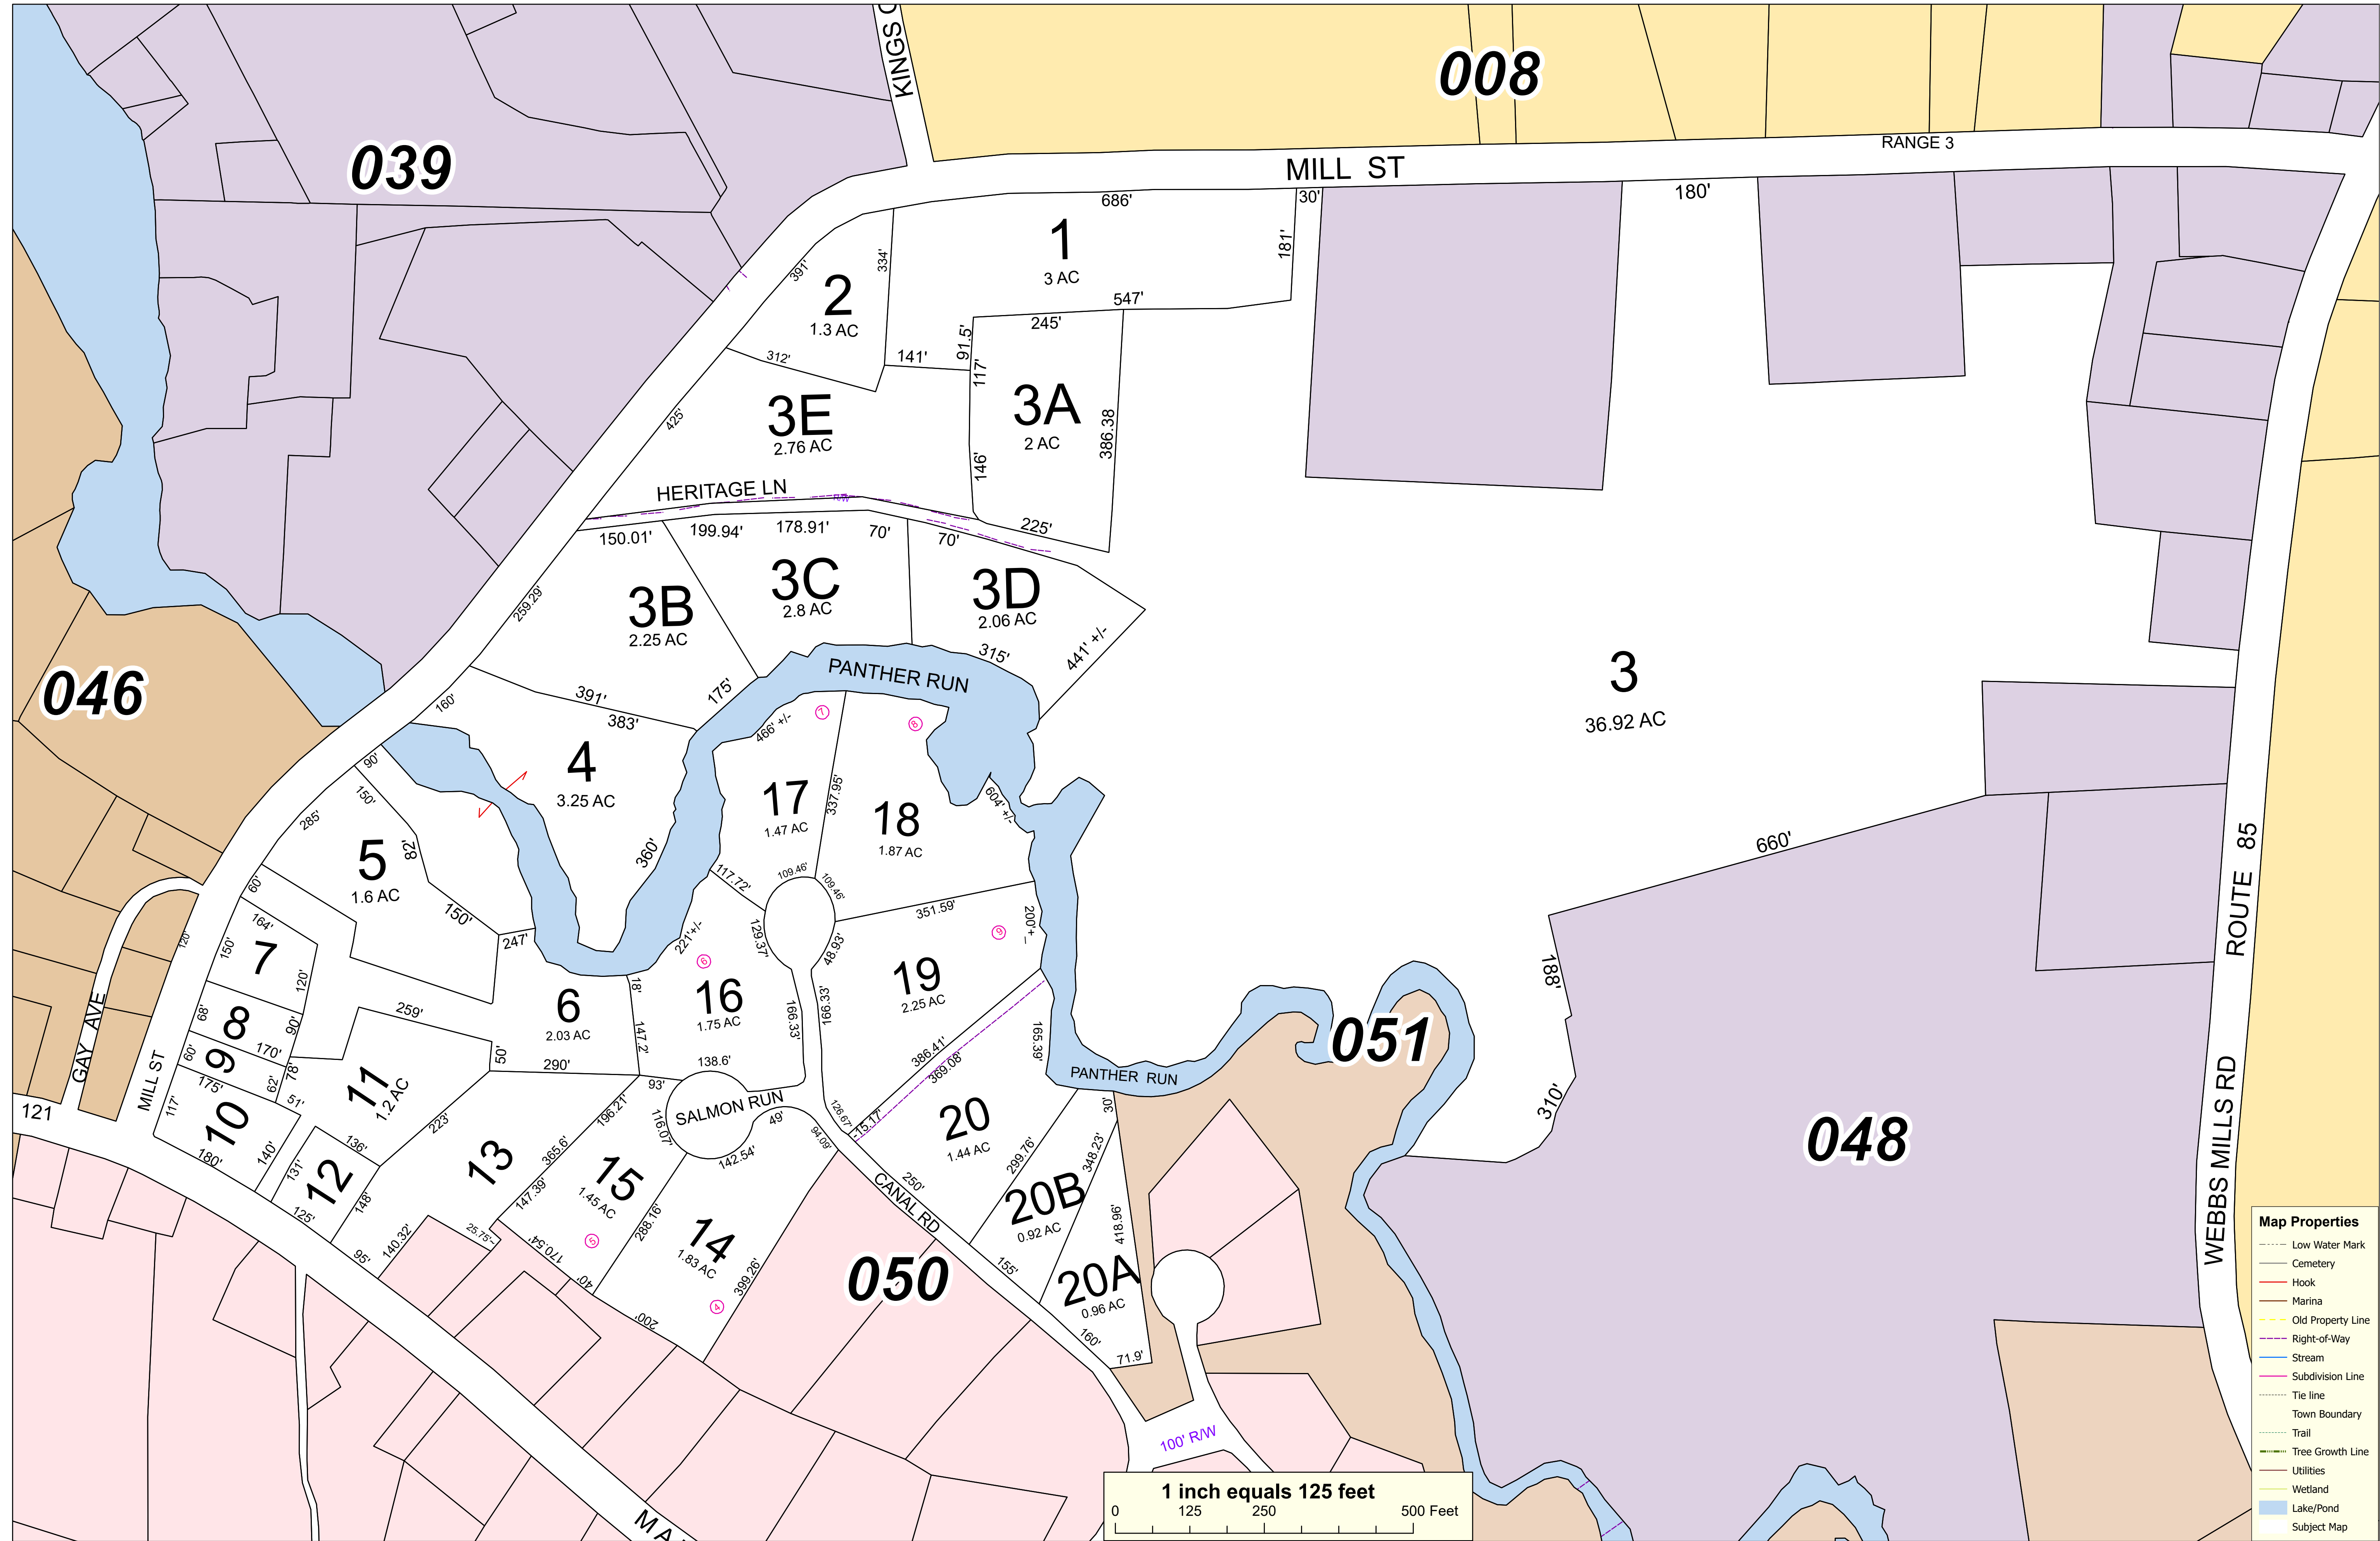 KINGS
008
039
MILL ST
RANGE 3
686'
30'
180'
1
3 AC
181'
334'
391'
2
1.3 AC
547'
245'
91.5'
312'
141'
117'
3A
2 AC
386.38
3E
2.76 AC
425'
146'
HERITAGE LN
R/W
225'
150.01'
199.94'
178.91'
70'
70'
3C
2.8 AC
3D
2.06 AC
3B
2.25 AC
259.29'
315'
441' +/-
PANTHER RUN
3
36.92 AC
046
160'
391'
383'
175'
466' +/-
7
8
90'
4
3.25 AC
150'
17
1.47 AC
337.95'
18
1.87 AC
604' +/-
285'
5
1.6 AC
82'
360'
660'
ROUTE 85
60'
117.72'
109.46'
109.46'
150'
247'
351.59'
200'+
–
9
164'
7
150'
120'
120'
221'+/-
6
129.37'
48.93'
19
2.25 AC
188'
16
1.75 AC
18'
147.2'
166.33'
166.33'
6
2.03 AC
259'
68'
8
90'
170'
GAY AVE
60'
9
78'
62'
175'
50'
290'
138.6'
386.41'
369.08'
165.39'
051
PANTHER RUN
MILL ST
121
117'
10
51'
11
1.2 AC
93'
SALMON RUN
116.07'
49'
94.09'
126.67'
15.17'
310'
30'
20
1.44 AC
048
WEBBS MILLS RD
180'
140'
136'
223'
131'
12
148'
125'
13
196.21'
365.6'
147.39'
15
1.45 AC
5
142.54'
288.16'
250'
CANAL RD
299.76'
348.23'
20B
0.92 AC
418.96'
95'
140.32'
25.75'
170.54'
40'
14
1.83 AC
399.26'
4
200'
050
155'
20A
0.96 AC
160'
71.9'
100' R/W
Map Properties
Low Water Mark
Cemetery
Hook
Marina
Old Property Line
Right-of-Way
Stream
Subdivision Line
Tie line
Town Boundary
Trail
Tree Growth Line
Utilities
Wetland
Lake/Pond
Subject Map
1 inch equals 125 feet
0 125 250 500 Feet